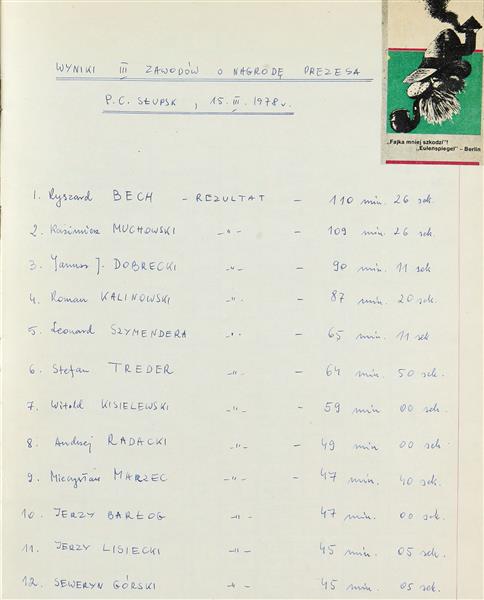 WYNIKI III ZAWODÓW O NAGRODĘ PREZESA
P.C. SŁUPSK, 15.III.1978 r.
„Fajka mniej szkodzi"!
„Eulenspiegel" – Berlin
1. Ryszard BECH - REZULTAT - 110 min. 26 sek.
2. Kazimierz MUCHOWSKI -"- - 109 min. 26 sek.
3. Janusz J. DOBRECKI -"- - 90 min. 11 sek
4. Roman KALINOWSKI -"- - 87 min. 20 sek.
5. Leonard SZYMENDERA -"- - 65 min. 11 sek
6. Stefan TREDER -"- - 64 min. 50 sek.
7. Witold KISIELEWSKI -"- - 59 min 00 sek.
8. Andrzej RADACKI -"- - 49 min 00 sek.
9. Mieczysław MARZEC -"- - 47 min. 40 sek.
10. JERZY BARŁOG -"- 47 min. 00 sek.
11. JERZY LISIECKI -"- 45 min. 05 sek.
12. SEWERYN GÓRSKI -"- 45 min. 05 sek.